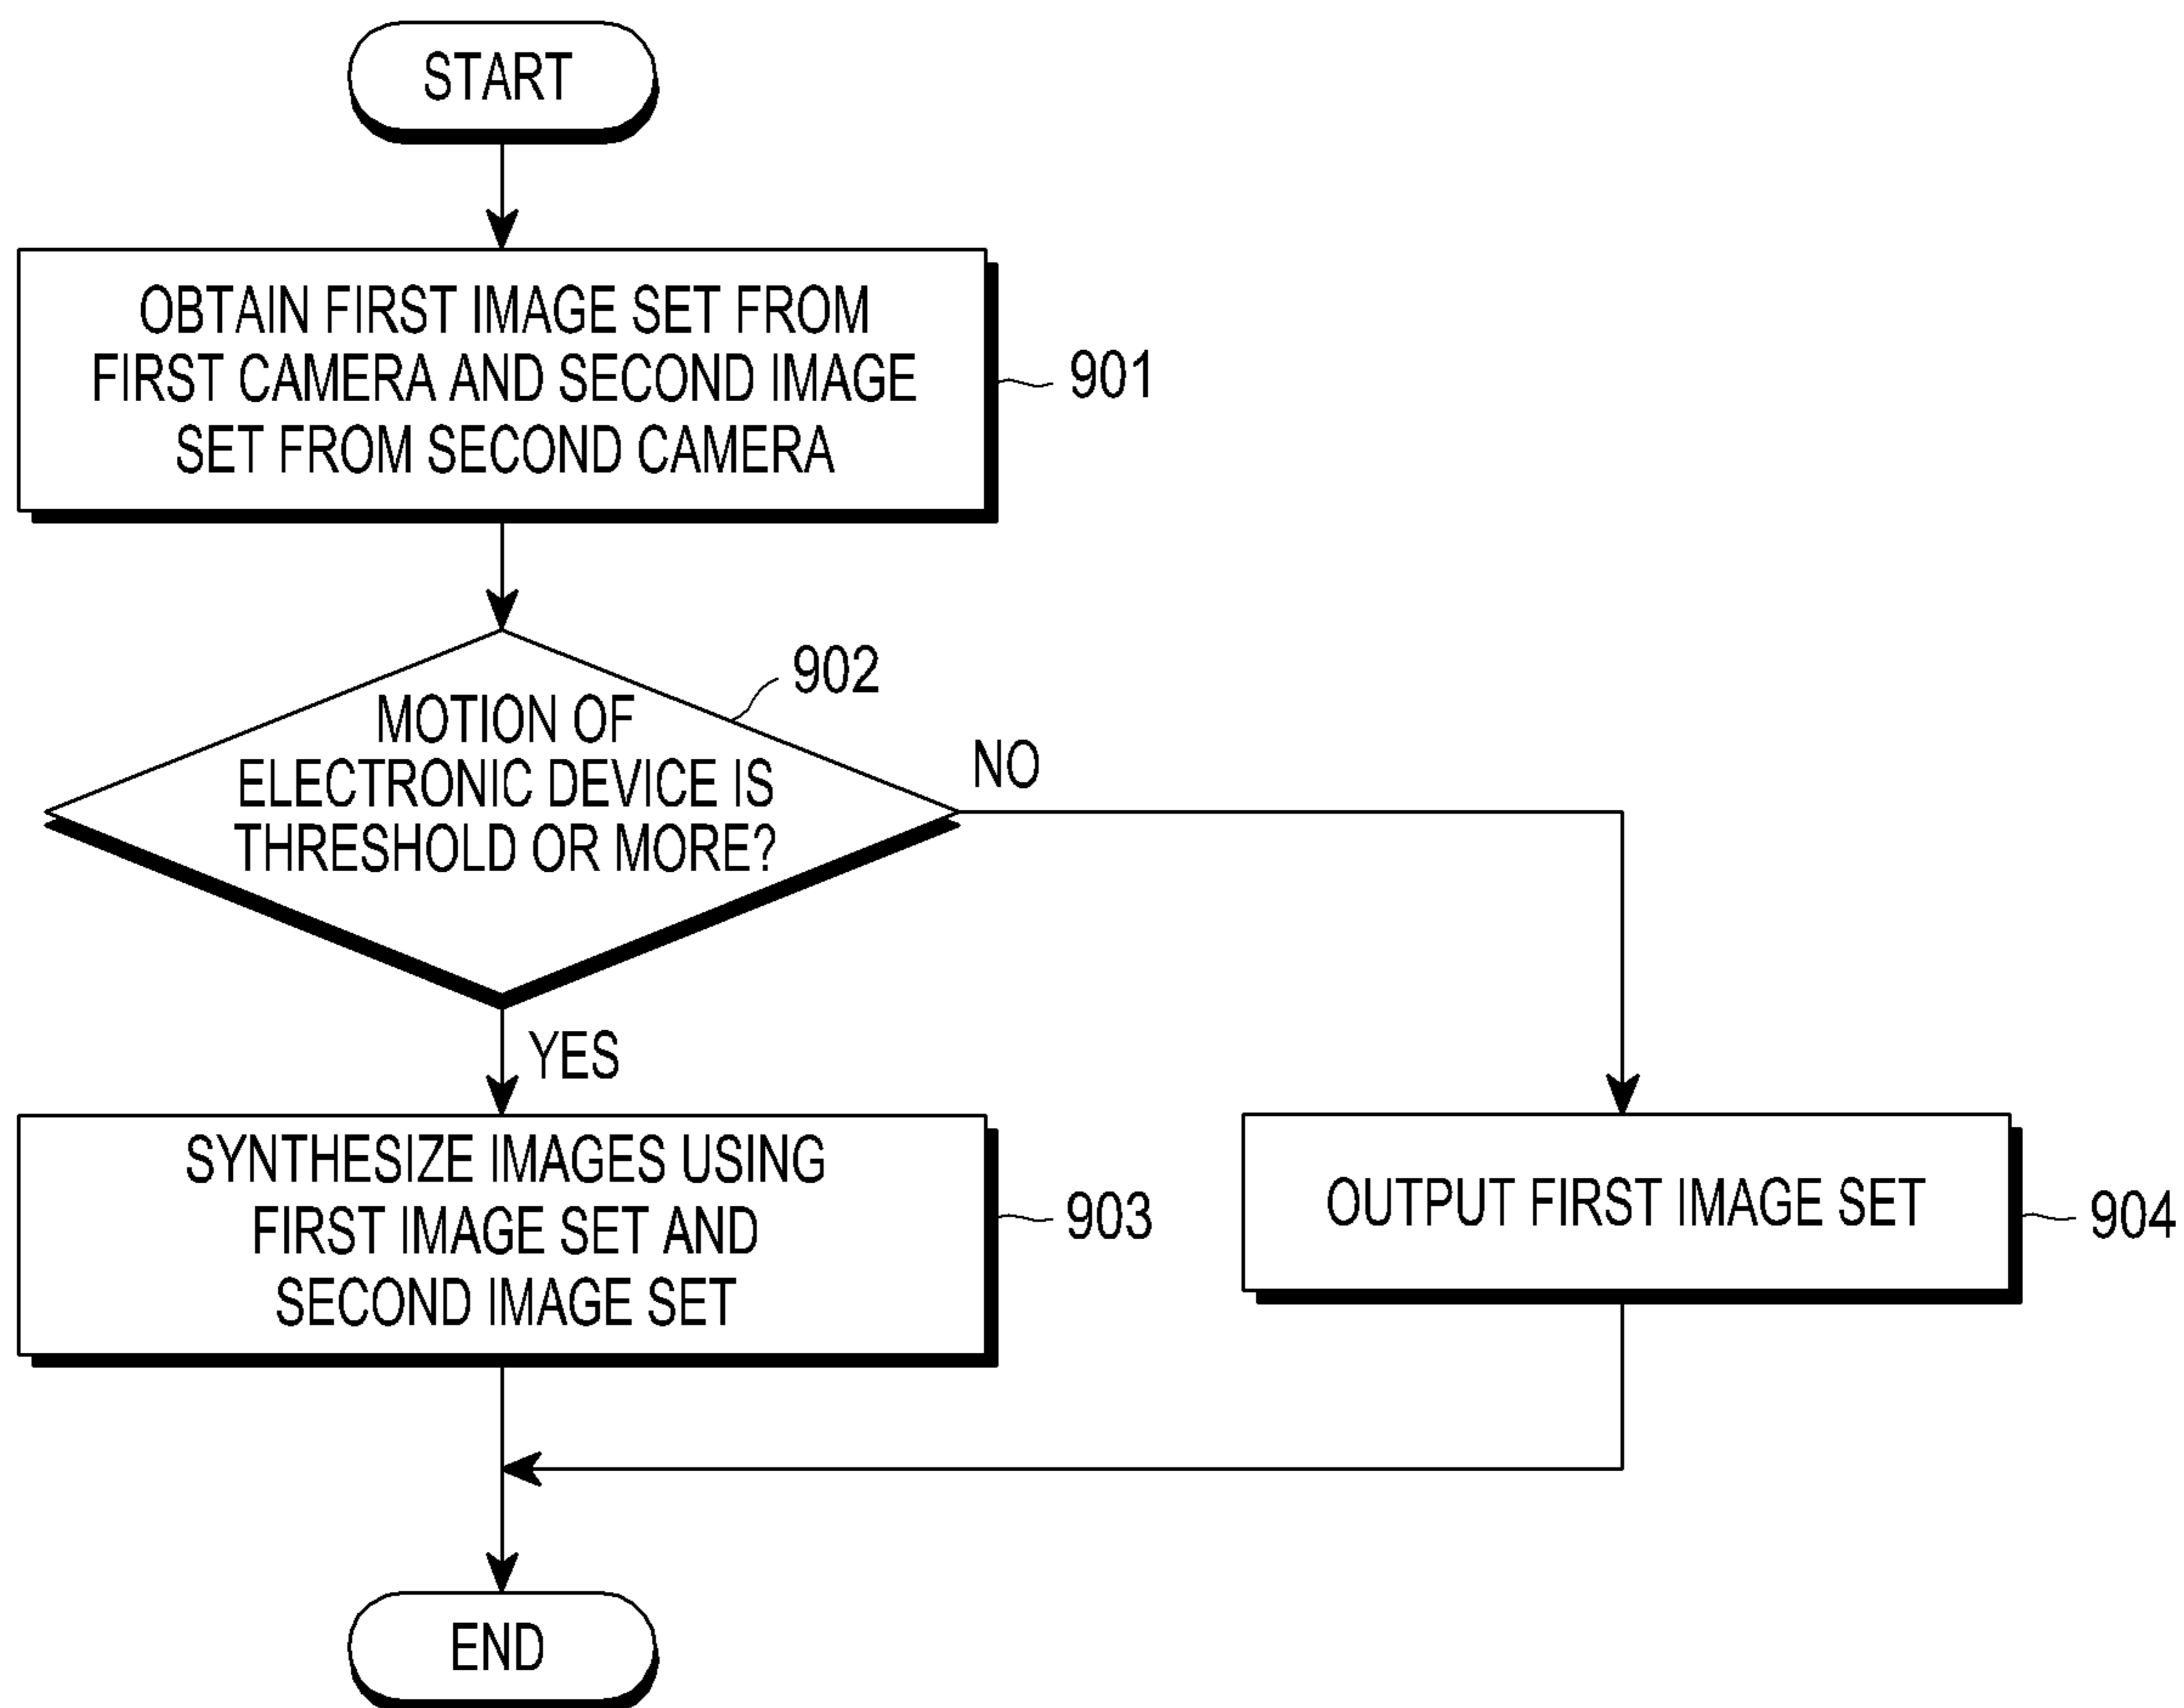 START
OBTAIN FIRST IMAGE SET FROM
FIRST CAMERA AND SECOND IMAGE
SET FROM SECOND CAMERA
901
902
MOTION OF
ELECTRONIC DEVICE IS
THRESHOLD OR MORE?
NO
YES
SYNTHESIZE IMAGES USING
FIRST IMAGE SET AND
SECOND IMAGE SET
903
OUTPUT FIRST IMAGE SET
904
END